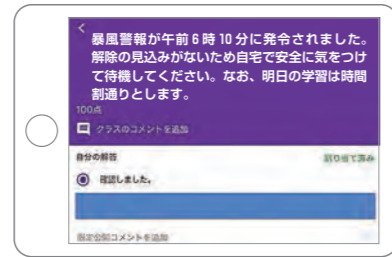 暴風警報が午前6時10分に発令されました。
解除の見込みがないため自宅で安全に気をつけ
て待機してください。なお、明日の学習は時間
割通りとします。
100点
クラスのコメントを追加
自分の解答
割り当て済み
確認しました。
限定公開コメントを追加